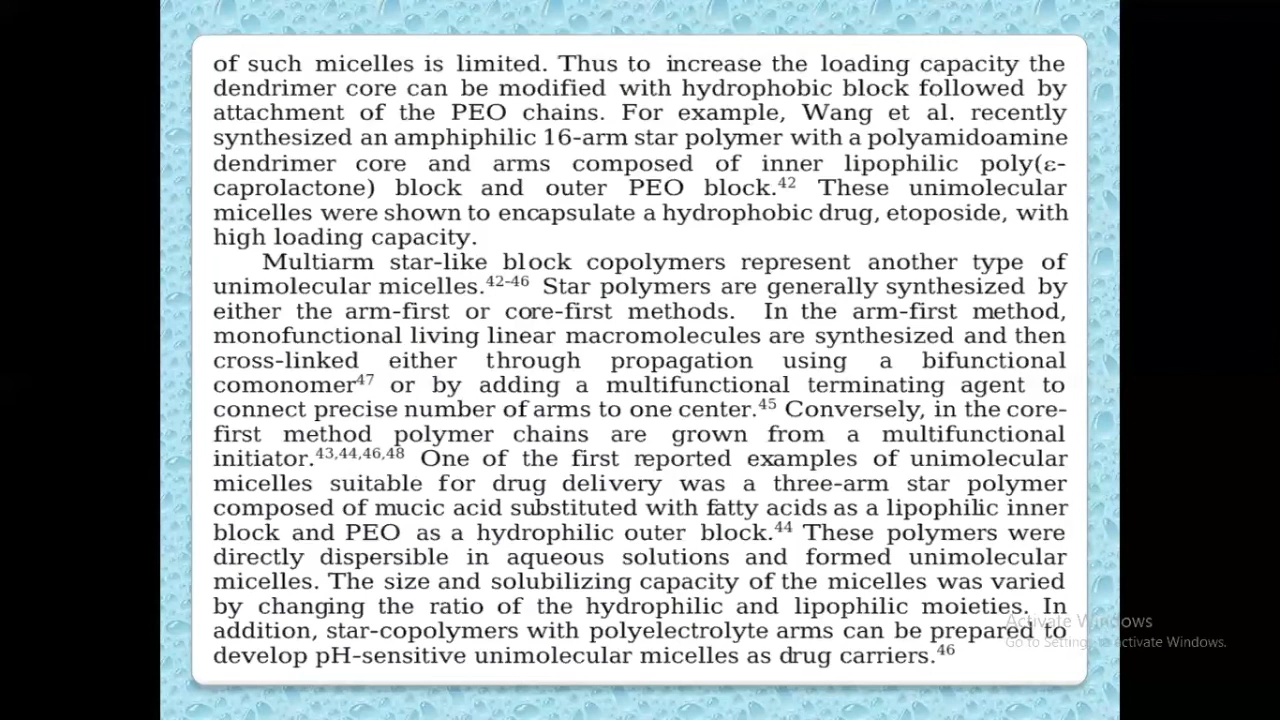 of such micelles is limited. Thus to increase the loading capacity the
dendrimer core can be modified with hydrophobic block followed by
attachment of the PEO chains. For example, Wang et al. recently
synthesized an amphiphilic 16-arm star polymer with a polyamidoamine
dendrimer core and arms composed of inner lipophilic poly(ε-
caprolactone) block and outer PEO block.42 These unimolecular
micelles were shown to encapsulate a hydrophobic drug, etoposide, with
high loading capacity.
Multiarm star-like block copolymers represent another type of
unimolecular micelles.42-46 Star polymers are generally synthesized by
either the arm-first or core-first methods. In the arm-first method,
monofunctional living linear macromolecules are synthesized and then
cross-linked either through propagation using a bifunctional
comonomer47 or by adding a multifunctional terminating agent to
connect precise number of arms to one center.45 Conversely, in the core-
first method polymer chains are grown from a multifunctional
initiator.43,44,46,48 One of the first reported examples of unimolecular
micelles suitable for drug delivery was a three-arm star polymer
composed of mucic acid substituted with fatty acids as a lipophilic inner
block and PEO as a hydrophilic outer block.44 These polymers were
directly dispersible in aqueous solutions and formed unimolecular
micelles. The size and solubilizing capacity of the micelles was varied
by changing the ratio of the hydrophilic and lipophilic moieties. In
addition, star-copolymers with polyelectrolyte arms can be prepared to
develop pH-sensitive unimolecular micelles as drug carriers.46
Activate Windows
Go to Settings to activate Windows.